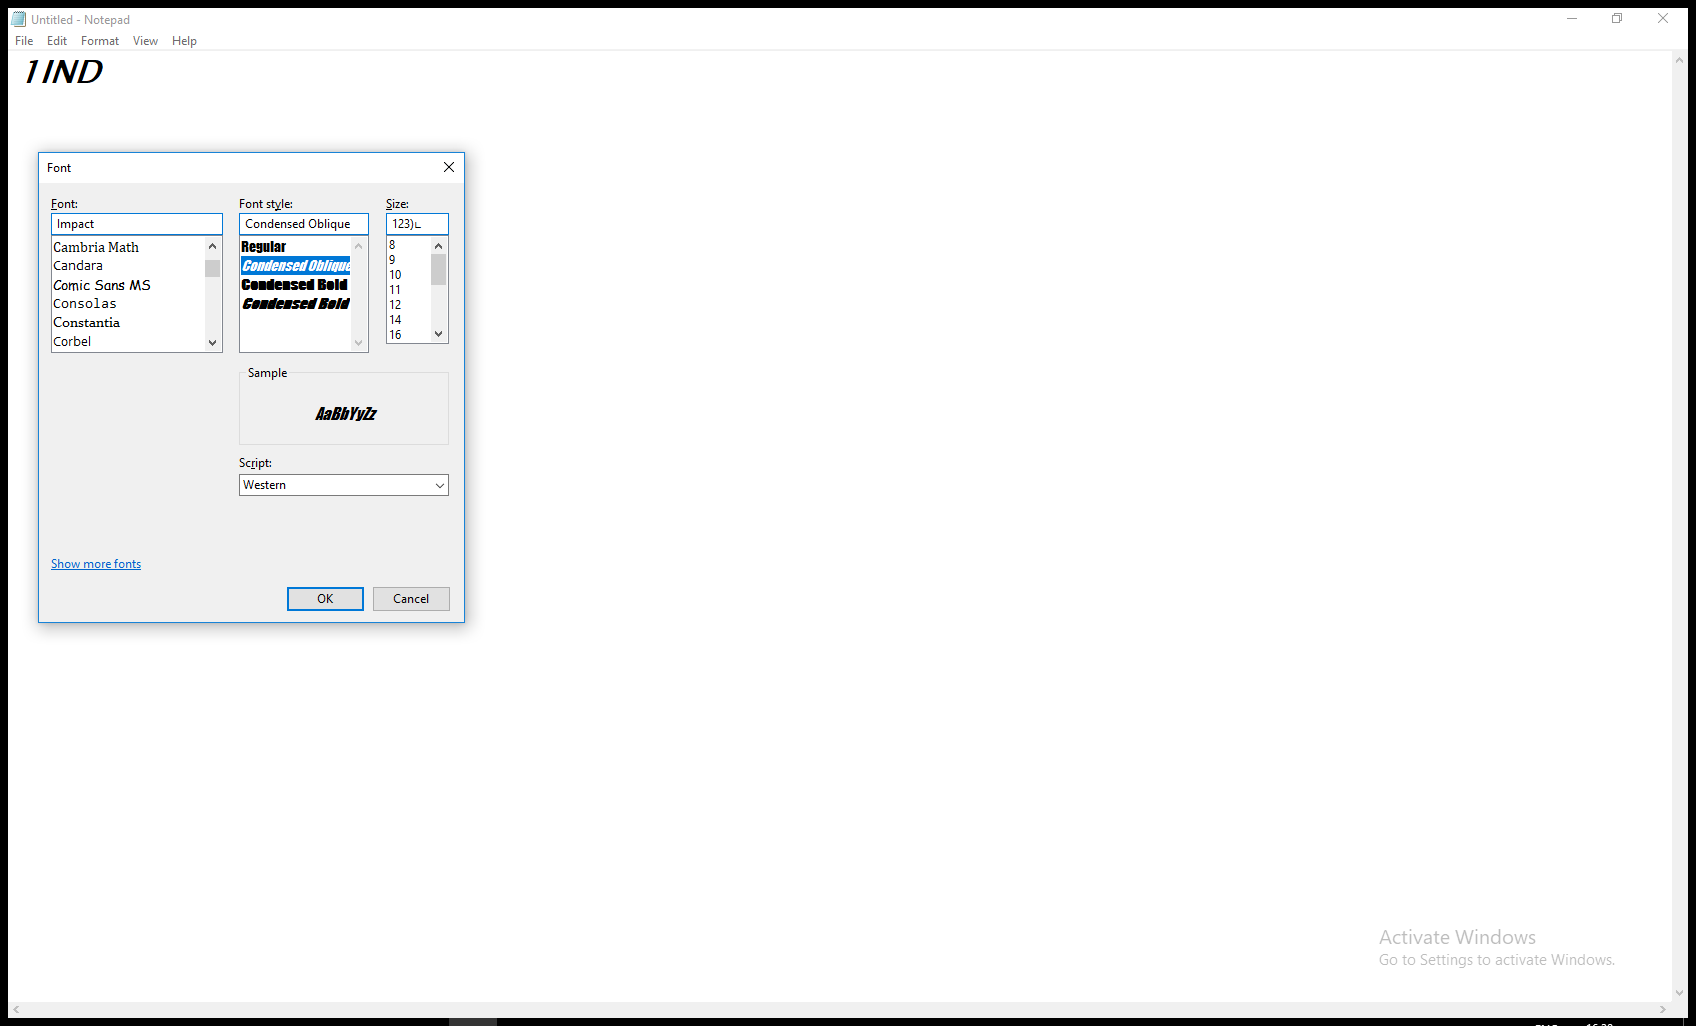 Untitled - Notepad
File Edit Format View Help
1IND
Font
Font: Font style: Size:
Impact Condensed Oblique
Cambria Math
Candara
Comic Sans MS
Consolas
Constantia
Corbel
Regular
Condensed Oblique
Condensed Bold
Condensed Bold
8
9
10
11
12
14
16
Sample
AaBbYyZz
Script:
Western
Show more fonts
OK Cancel
Activate Windows
Go to Settings to activate Windows.